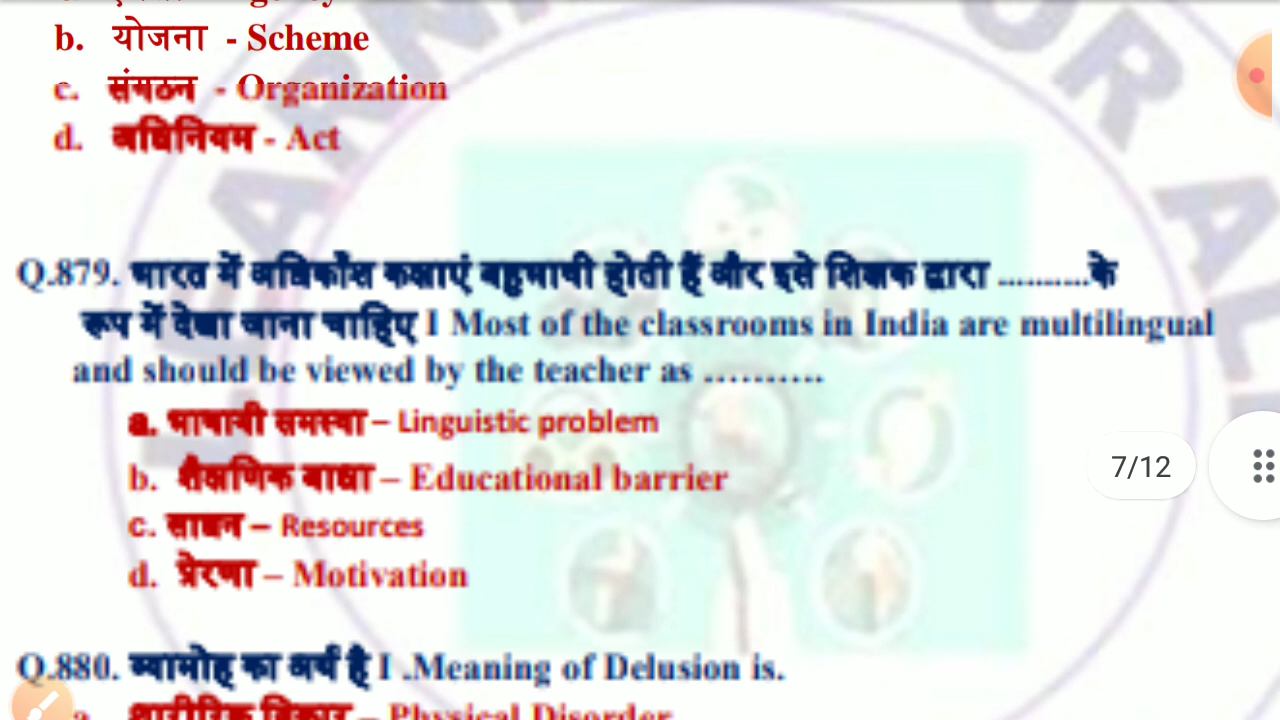 b. योजना - Scheme
c. संगठन - Organization
d. अधिनियम - Act
Q.879. भारत में अधिकाँश कक्षाएं बहुभाषी होती हैं और इसे शिक्षक द्वारा ..........के
रूप में देखा जाना चाहिए I Most of the classrooms in India are multilingual
and should be viewed by the teacher as ..........
a. भाषायी समस्या – Linguistic problem
b. शैक्षणिक बाधा – Educational barrier
c. साधन – Resources
d. प्रेरणा – Motivation
7/12
Q.880. व्यामोह का अर्थ है I .Meaning of Delusion is.
a. शारीरिक विकार – Physical Disorder